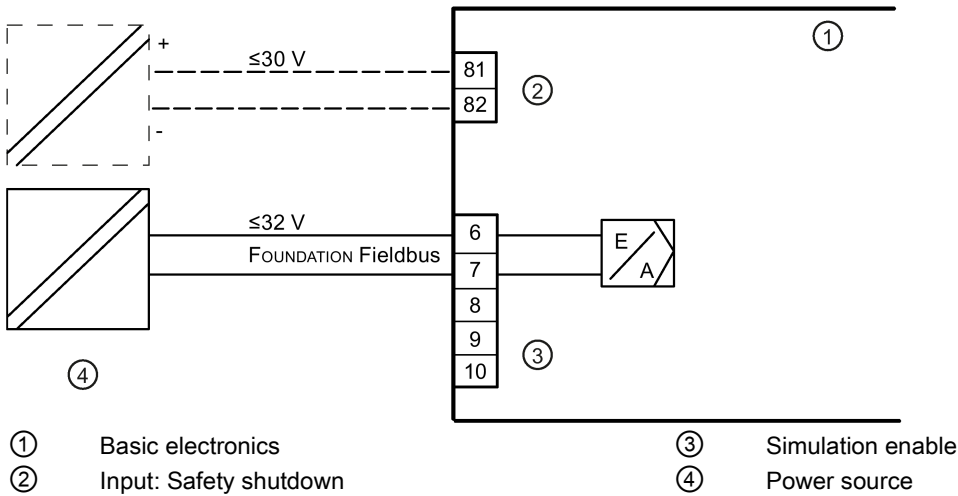 ①
+
≤30 V
81
②
82
-
≤32 V
6
E
FOUNDATION Fieldbus
7
A
8
9
③
10
④
① Basic electronics
③ Simulation enable
② Input: Safety shutdown
④ Power source